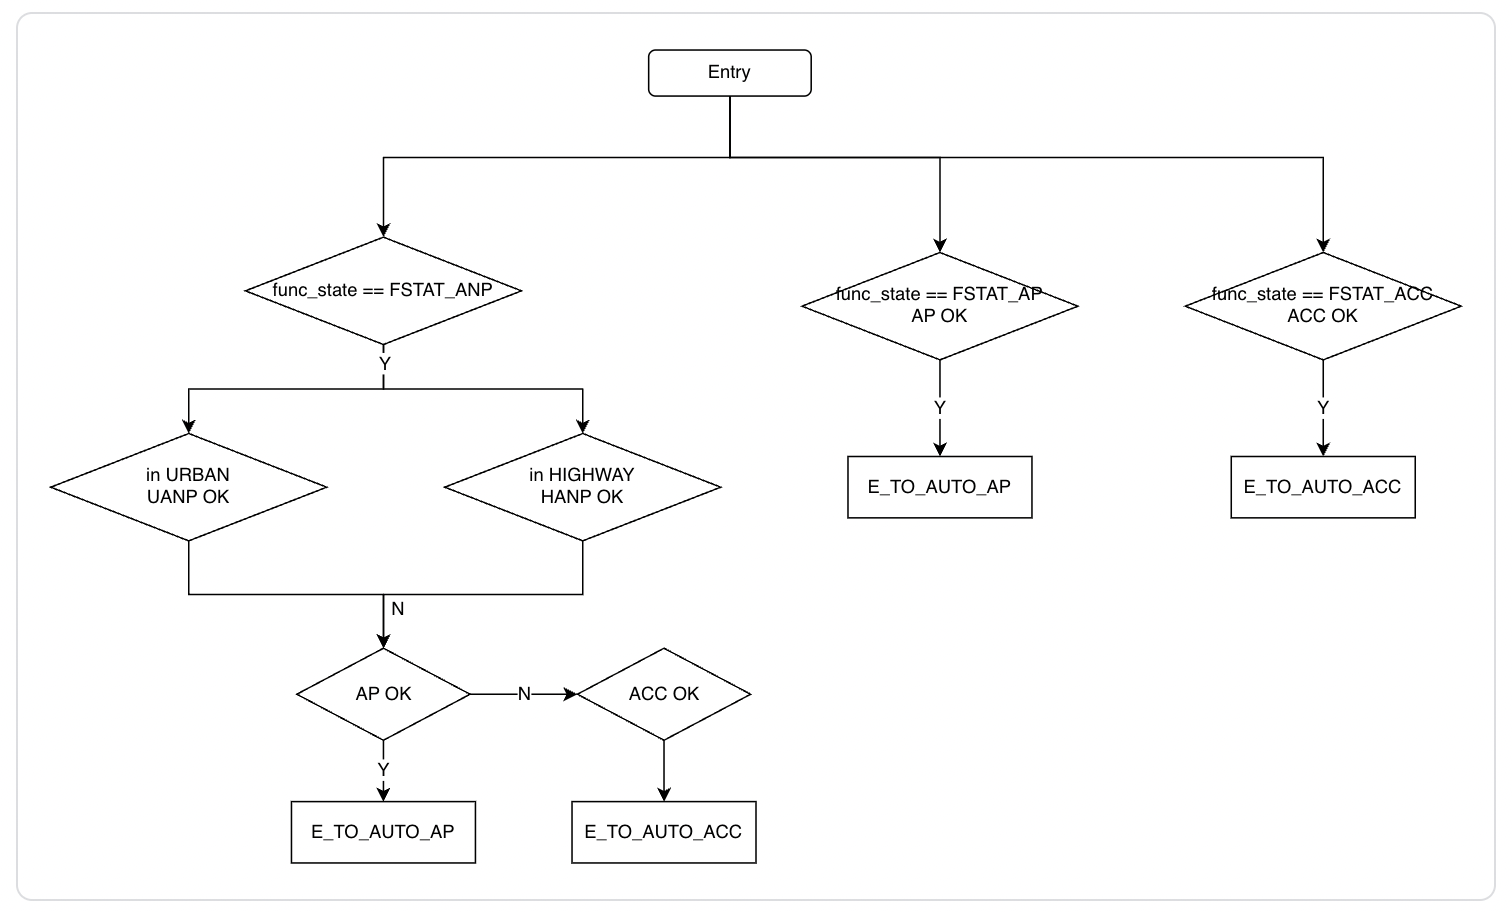 Entry
func_state == FSTAT_ANP
func_state == FSTAT_AP
AP OK
func_state == FSTAT_ACC
ACC OK
Y
Y
Y
in URBAN
UANP OK
in HIGHWAY
HANP OK
E_TO_AUTO_AP
E_TO_AUTO_ACC
N
AP OK
N
ACC OK
Y
E_TO_AUTO_AP
E_TO_AUTO_ACC